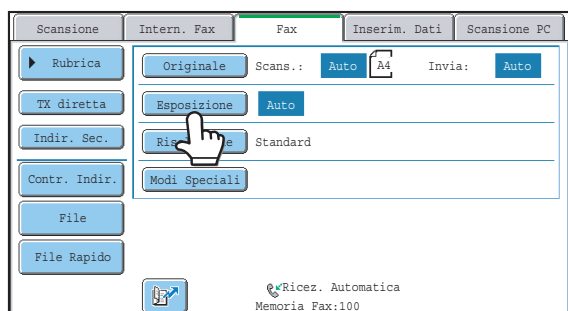 Scansione Intern. Fax Fax Inserim. Dati Scansione PC
Rubrica Originale Scans.: Auto A4 Invia: Auto
TX diretta Esposizione Auto
Indir. Sec. Standard
Contr. Indir. Modi Speciali
File
File Rapido
Ricez. Automatica
Memoria Fax:100